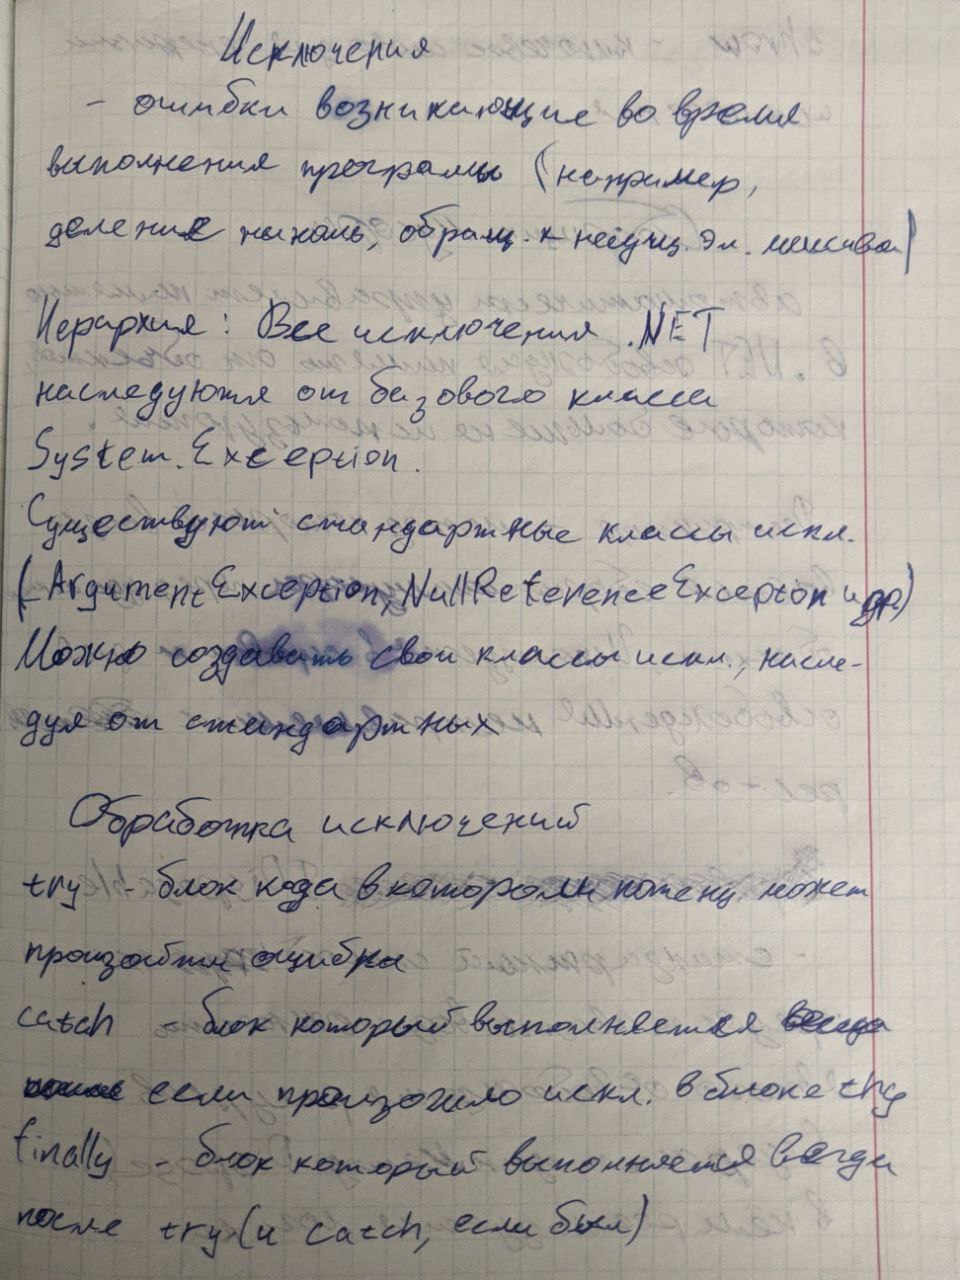 Исключения
- ошибки возникающие во время
выполнения програмы (например,
деление на ноль, обращ. к несущ. эл. массива)
Иерархия: Все исключения .NET
наследуются от базового класса
System.Exception.
Существуют стандартные классы искл.
(ArgumentException, NullReferenceException и др)
Можно создавать свои классы искл., насле-
дуя от стандартных
Обработка исключений
try - блок кода в котором потенц. может
произойти ошибка
catch - блок который выполняется
если произошло искл. в блоке try
finally - блок который выполняется всегда
после try (и catch, если был)